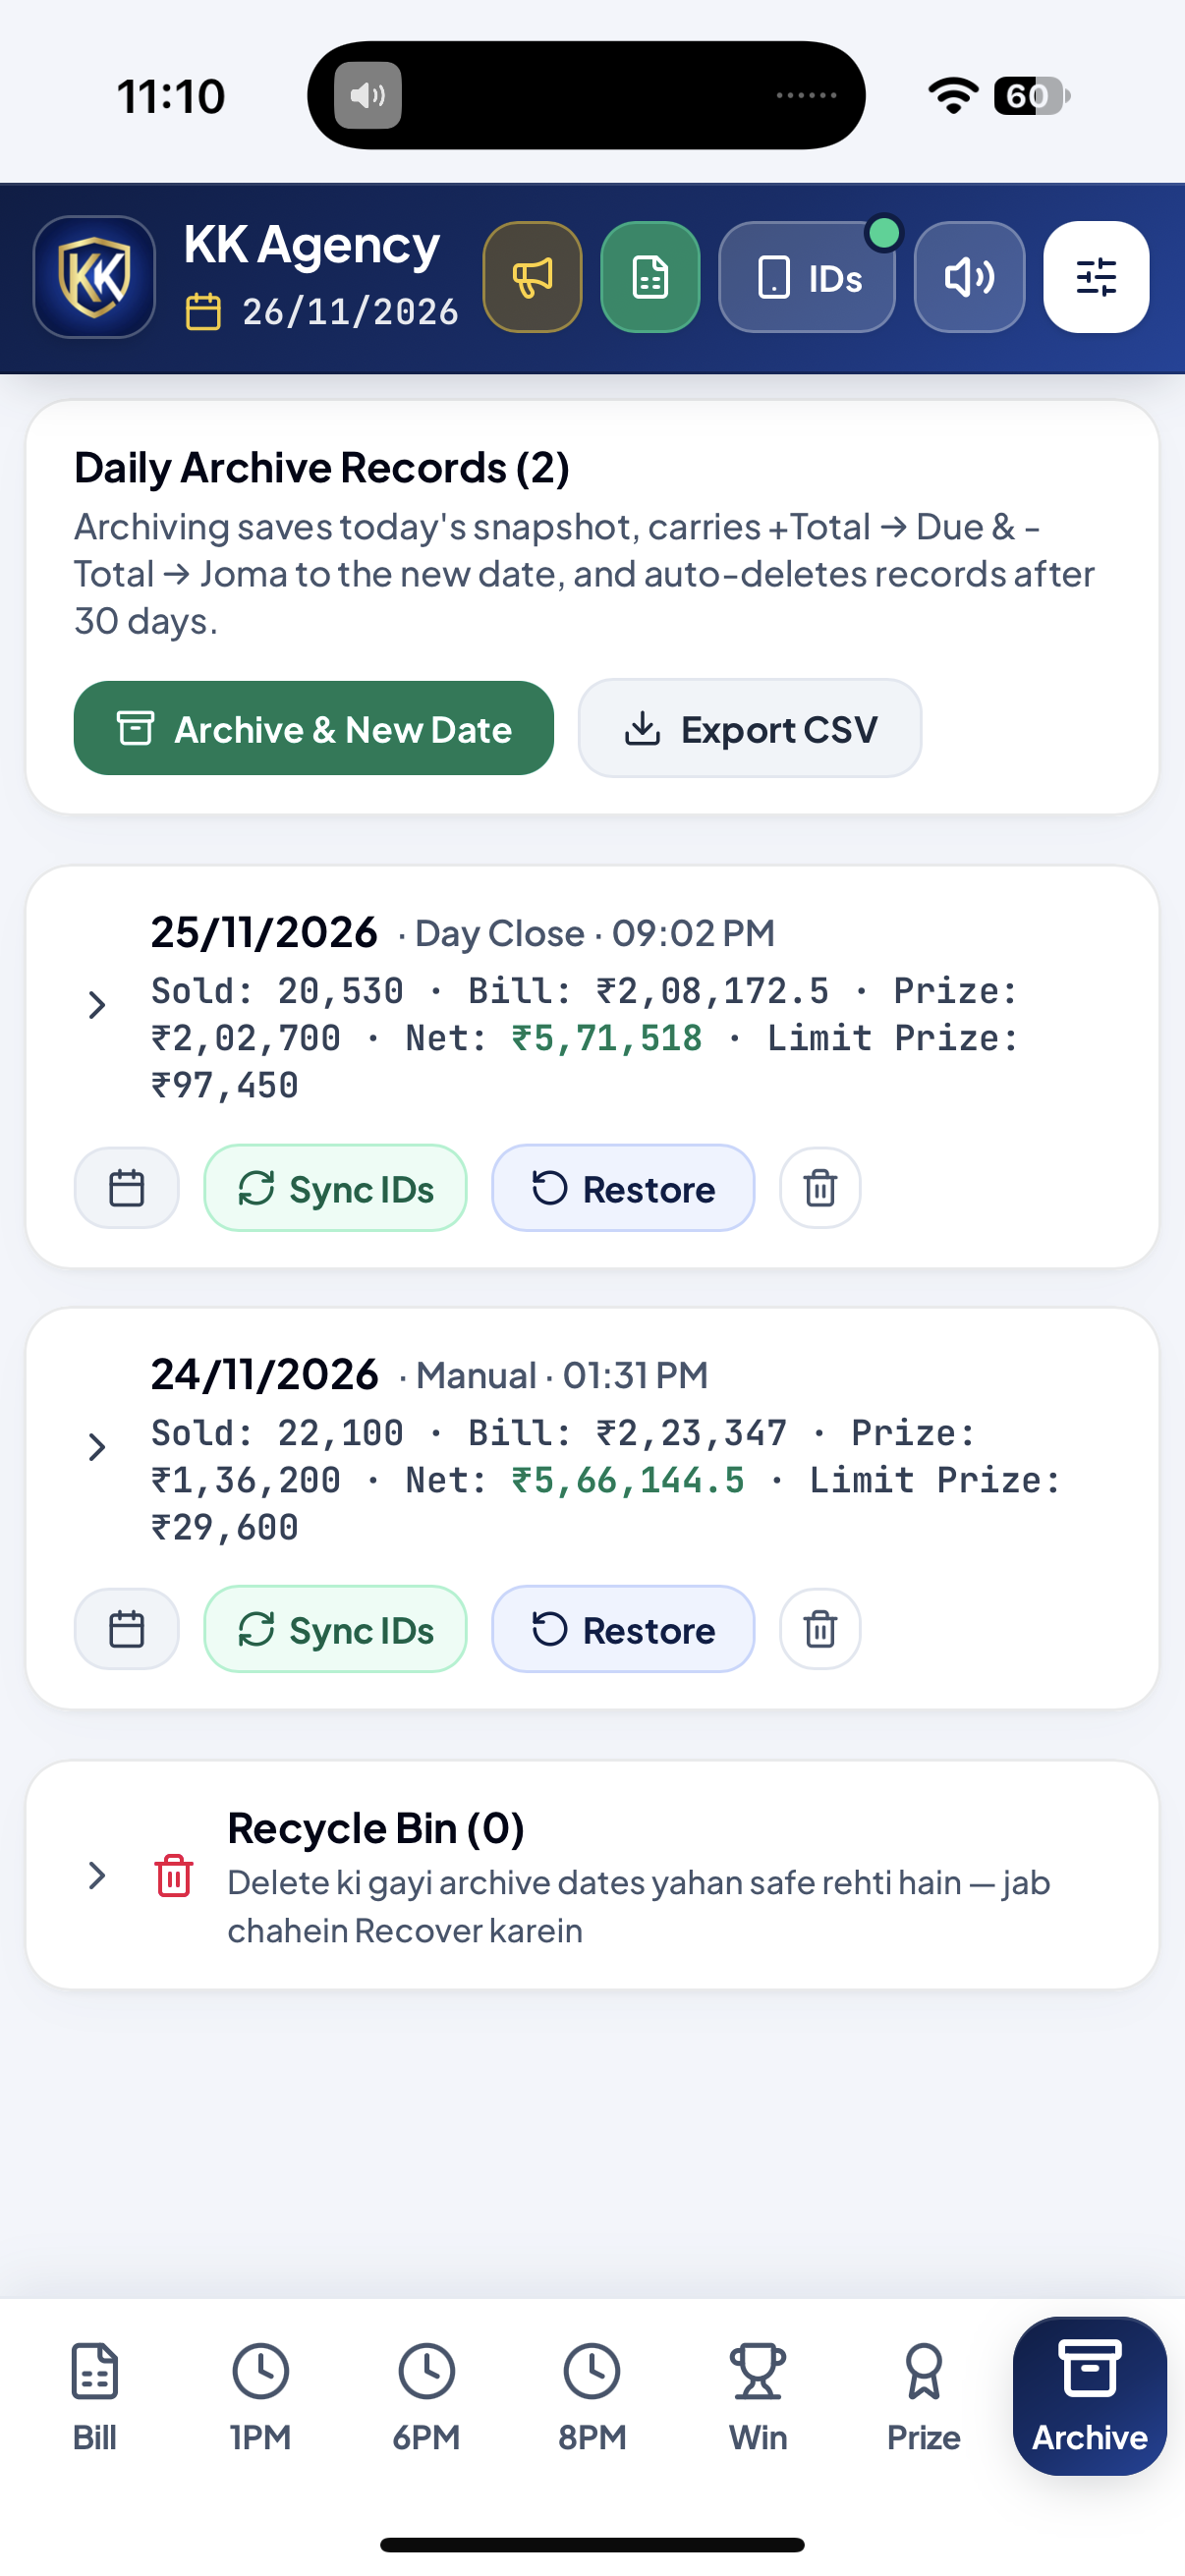 11:10
60
KK
KK Agency
26/11/2026
IDs
Daily Archive Records (2)
Archiving saves today's snapshot, carries +Total → Due & -
Total → Joma to the new date, and auto-deletes records after
30 days.
Archive & New Date
Export CSV
25/11/2026 · Day Close · 09:02 PM
Sold: 20,530 · Bill: ₹2,08,172.5 · Prize:
₹2,02,700 · Net: ₹5,71,518 · Limit Prize:
₹97,450
Sync IDs
Restore
24/11/2026 · Manual · 01:31 PM
Sold: 22,100 · Bill: ₹2,23,347 · Prize:
₹1,36,200 · Net: ₹5,66,144.5 · Limit Prize:
₹29,600
Sync IDs
Restore
Recycle Bin (0)
Delete ki gayi archive dates yahan safe rehti hain — jab
chahein Recover karein
Bill
1PM
6PM
8PM
Win
Prize
Archive